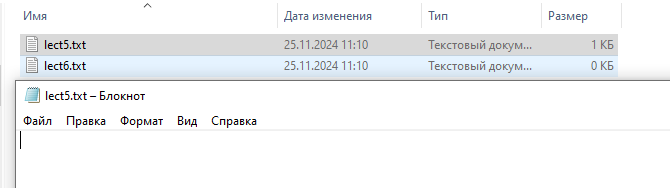 Имя Дата изменения Тип Размер
lect5.txt 25.11.2024 11:10 Текстовый докум... 1 КБ
lect6.txt 25.11.2024 11:10 Текстовый докум... 0 КБ
lect5.txt – Блокнот
Файл Правка Формат Вид Справка